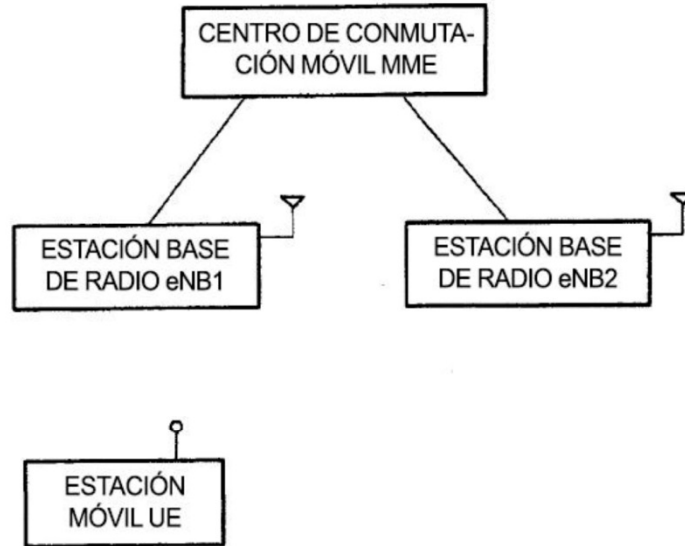 CENTRO DE CONMUTA-
CIÓN MÓVIL MME
ESTACIÓN BASE
DE RADIO eNB1
ESTACIÓN BASE
DE RADIO eNB2
ESTACIÓN
MÓVIL UE